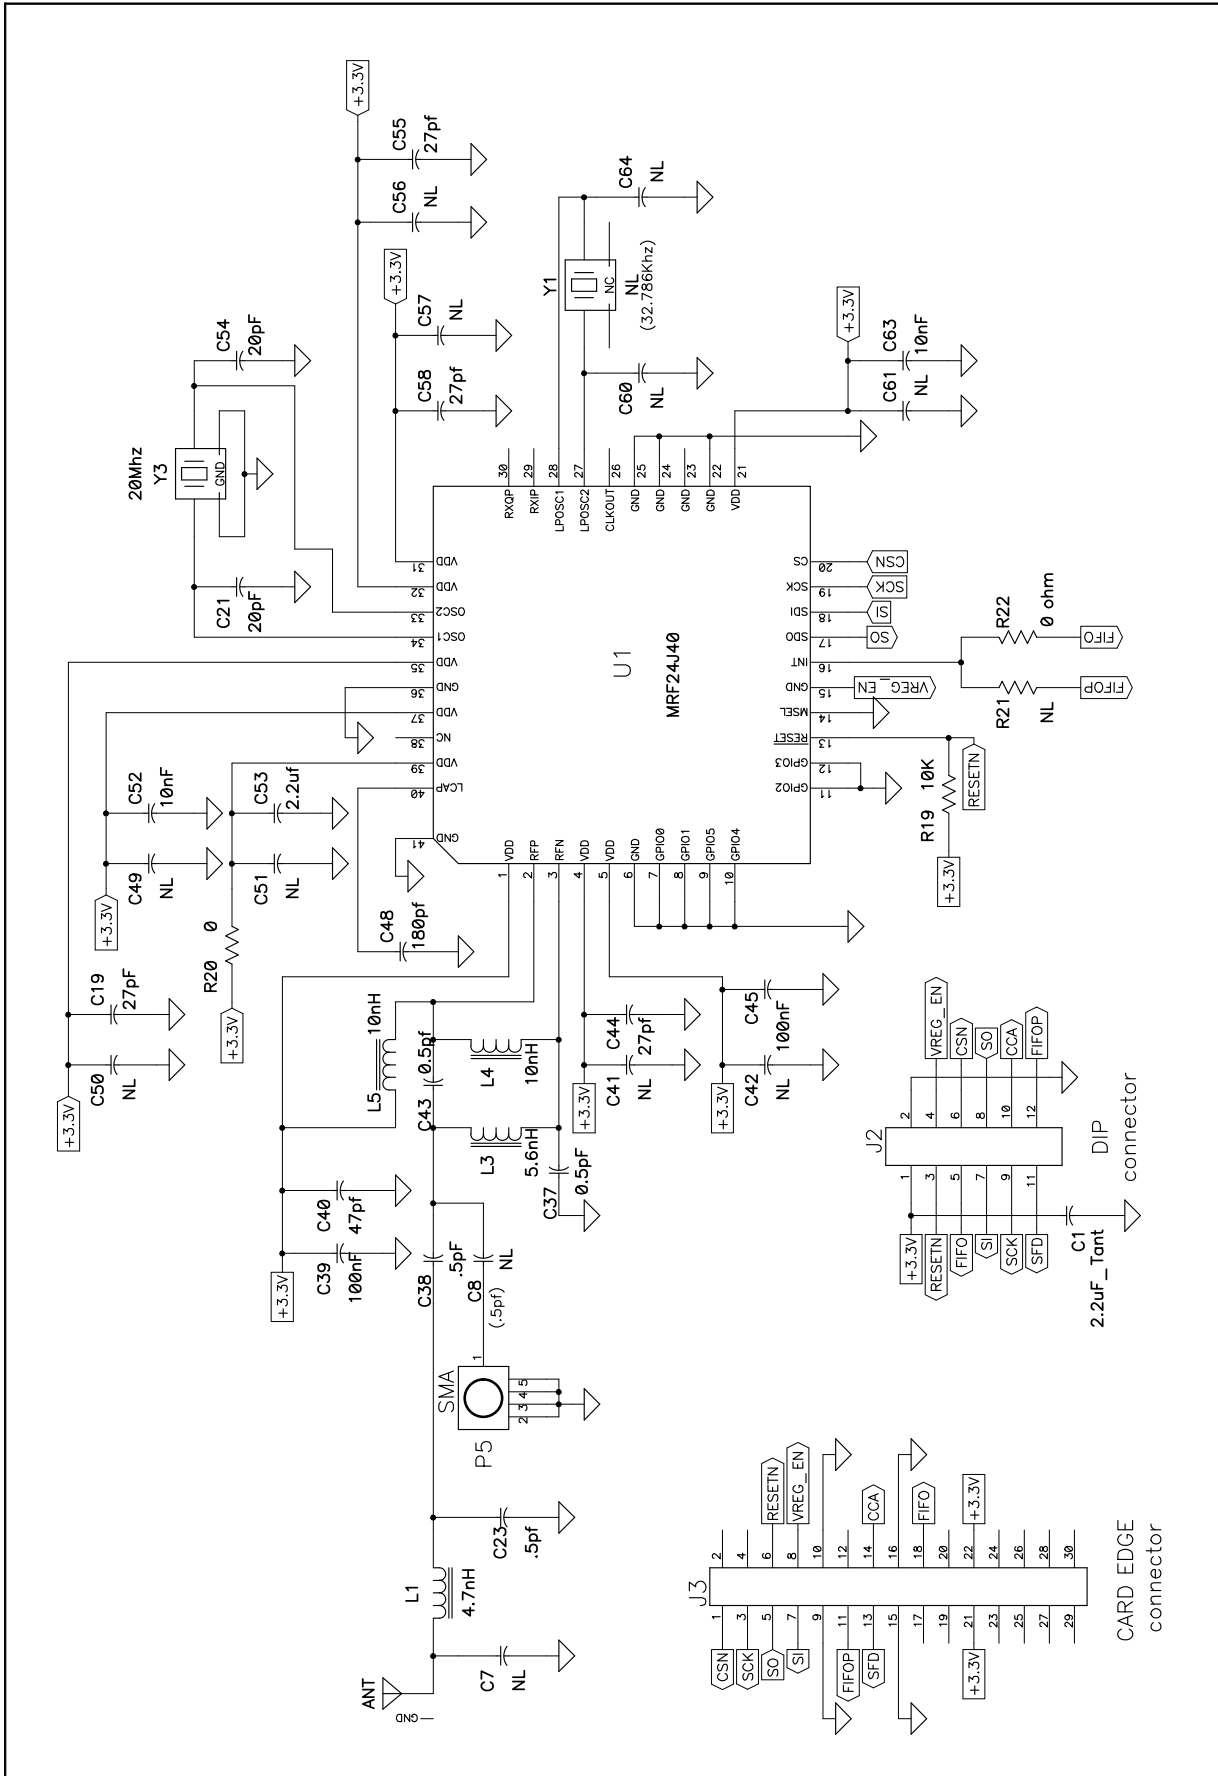 ANT
GND
C7
NL
L1
4.7nH
C23
.5pf
P5
SMA
1
2
3
4
5
C8
NL
(.5pf)
C38
.5pF
+3.3V
C39
100nF
C40
47pf
L5
10nH
C43
0.5pf
L3
5.6nH
L4
10nH
C37
0.5pF
+3.3V
C41
NL
C44
27pf
+3.3V
C42
NL
C45
100nF
+3.3V
C50
NL
C19
27pF
+3.3V
R20
0
C51
NL
C53
2.2uf
+3.3V
C49
NL
C52
10nF
C48
180pf
C21
20pF
20Mhz
Y3
GND
C54
20pF
+3.3V
C56
NL
C55
27pf
+3.3V
C58
27pf
C57
NL
U1
MRF24J40
1
VDD
2
RFP
3
RFN
4
VDD
5
VDD
6
GND
7
GPIO0
8
GPIO1
9
GPIO5
10
GPIO4
11
GPIO2
12
GPIO3
13
RESET
14
MSEL
15
GND
16
INT
17
SDO
18
SDI
19
SCK
20
CS
21
VDD
22
GND
23
GND
24
GND
25
GND
26
CLKOUT
27
LPOSC2
28
LPOSC1
29
RXIP
30
RXQP
31
VDD
32
VDD
33
OSC2
34
OSC1
35
VDD
36
GND
37
VDD
38
NC
39
VDD
40
LCAP
41
GND
Y1
NC
NL
(32.786Khz)
C60
NL
C64
NL
+3.3V
C61
NL
C63
10nF
CSN
SCK
SI
SO
VREG_EN
R21
NL
FIFOP
R22
0 ohm
FIFO
+3.3V
R19
10K
RESETN
J3
CSN
1
2
SCK
3
4
SO
5
6
RESETN
SI
7
8
VREG_EN
9
10
FIFOP
11
12
SFD
13
14
CCA
15
16
17
18
FIFO
19
20
+3.3V
21
22
+3.3V
23
24
25
26
27
28
29
30
CARD EDGE
connector
J2
+3.3V
1
2
RESETN
3
4
VREG_EN
FIFO
5
6
CSN
SI
7
8
SO
SCK
9
10
CCA
SFD
11
12
FIFOP
C1
2.2uF_Tant
DIP
connector